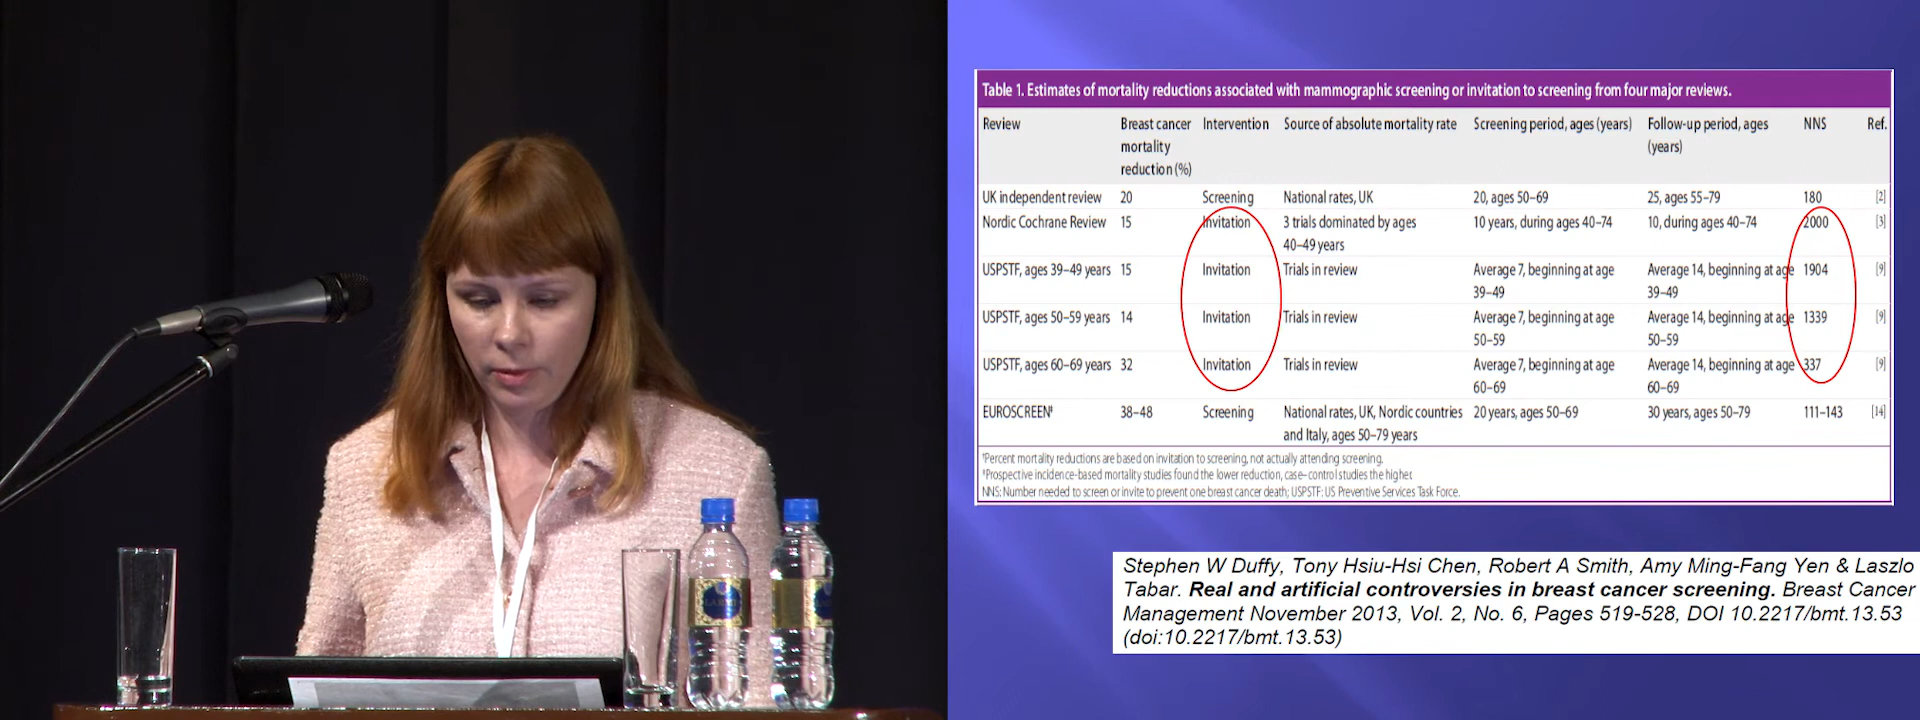 Table 1. Estimates of mortality reductions associated with mammographic screening or invitation to screening from four major reviews.
Review Breast cancer mortality reduction (%) Intervention Source of absolute mortality rate Screening period, ages (years) Follow-up period, ages (years) NNS Ref.
UK independent review 20 Screening National rates, UK 20, ages 50–69 25, ages 55–79 180 [2]
Nordic Cochrane Review 15 Invitation 3 trials dominated by ages 40–49 years 10 years, during ages 40–74 10, during ages 40–74 2000 [3]
USPSTF, ages 39–49 years 15 Invitation Trials in review Average 7, beginning at age 39–49 Average 14, beginning at age 39–49 1904 [9]
USPSTF, ages 50–59 years 14 Invitation Trials in review Average 7, beginning at age 50–59 Average 14, beginning at age 50–59 1339 [9]
USPSTF, ages 60–69 years 32 Invitation Trials in review Average 7, beginning at age 60–69 Average 14, beginning at age 60–69 337 [9]
EUROSCREEN‡ 38–48 Screening National rates, UK, Nordic countries and Italy, ages 50–79 years 20 years, ages 50–69 30 years, ages 50–79 111–143 [14]
†Percent mortality reductions are based on invitation to screening, not actually attending screening.
‡Prospective incidence-based mortality studies found the lower reduction, case–control studies the higher.
NNS: Number needed to screen or invite to prevent one breast cancer death; USPSTF: US Preventive Services Task Force.
Stephen W Duffy, Tony Hsiu-Hsi Chen, Robert A Smith, Amy Ming-Fang Yen & Laszlo
Tabar. Real and artificial controversies in breast cancer screening. Breast Cancer
Management November 2013, Vol. 2, No. 6, Pages 519-528, DOI 10.2217/bmt.13.53
(doi:10.2217/bmt.13.53)